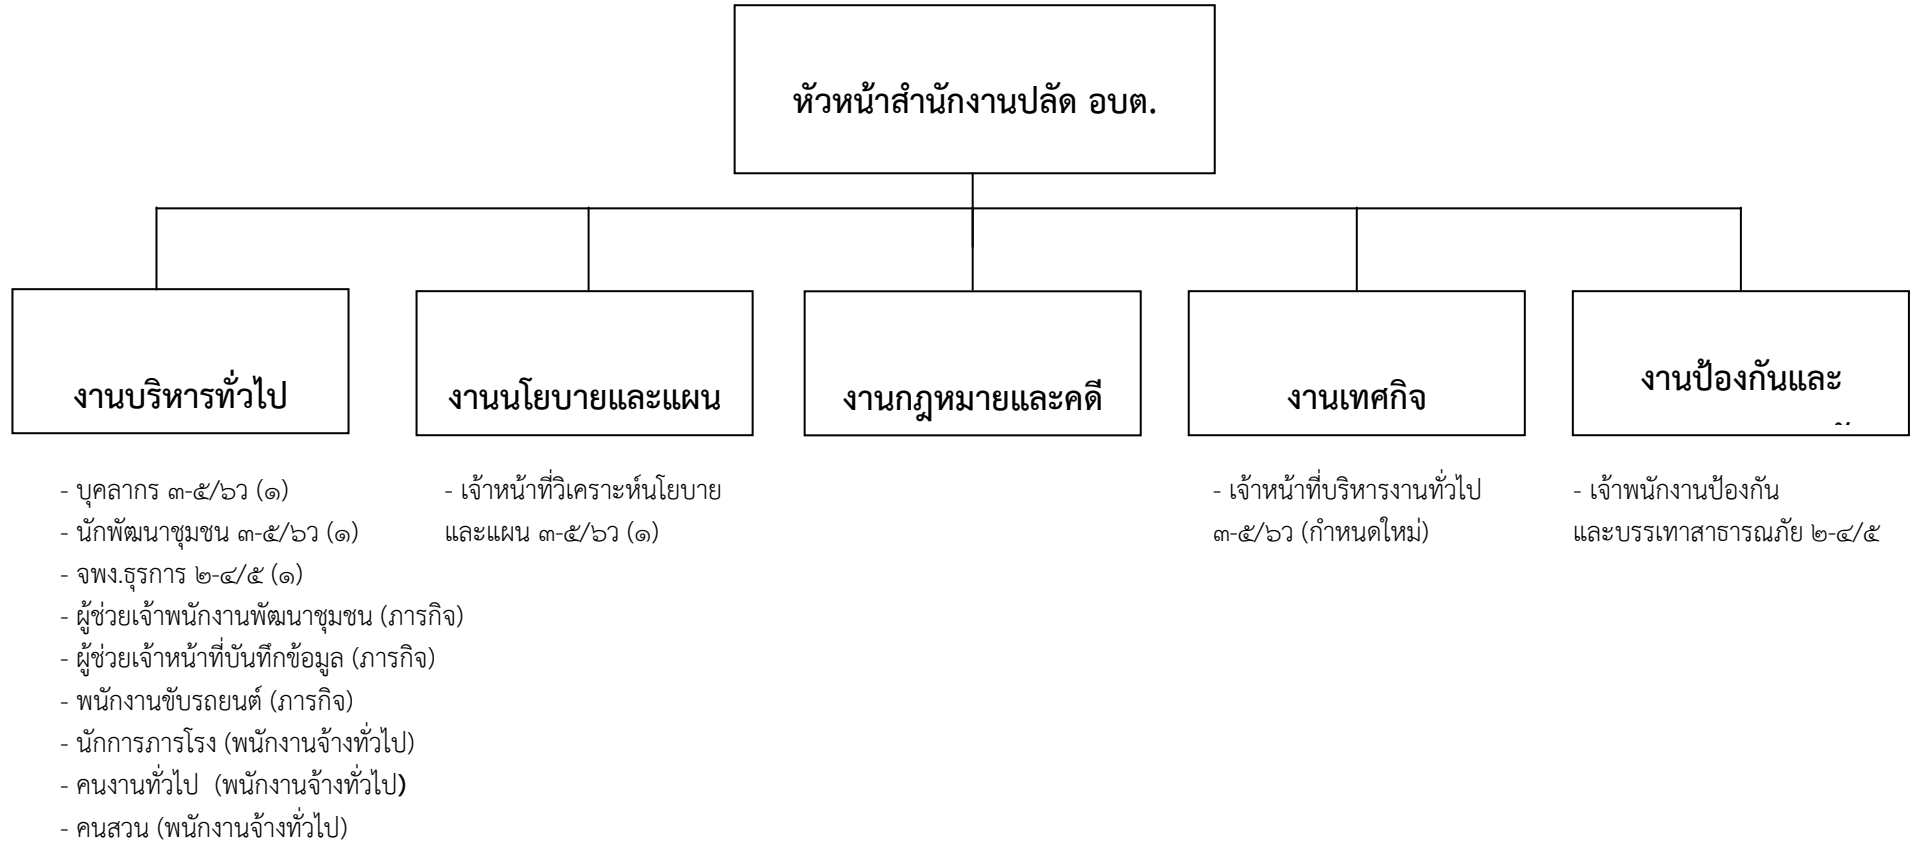 หัวหน้าสำนักงานปลัด อบต.
งานบริหารทั่วไป
งานนโยบายและแผน
งานกฎหมายและคดี
งานเทศกิจ
งานป้องกันและ
- บุคลากร ๓-๕/๖ว (๑)
- นักพัฒนาชุมชน ๓-๕/๖ว (๑)
- จพง.ธุรการ ๒-๔/๕ (๑)
- ผู้ช่วยเจ้าพนักงานพัฒนาชุมชน (ภารกิจ)
- ผู้ช่วยเจ้าหน้าที่บันทึกข้อมูล (ภารกิจ)
- พนักงานขับรถยนต์ (ภารกิจ)
- นักการภารโรง (พนักงานจ้างทั่วไป)
- คนงานทั่วไป (พนักงานจ้างทั่วไป)
- คนสวน (พนักงานจ้างทั่วไป)
- เจ้าหน้าที่วิเคราะห์นโยบาย
และแผน ๓-๕/๖ว (๑)
- เจ้าหน้าที่บริหารงานทั่วไป
๓-๕/๖ว (กำหนดใหม่)
- เจ้าพนักงานป้องกัน
และบรรเทาสาธารณภัย ๒-๔/๕